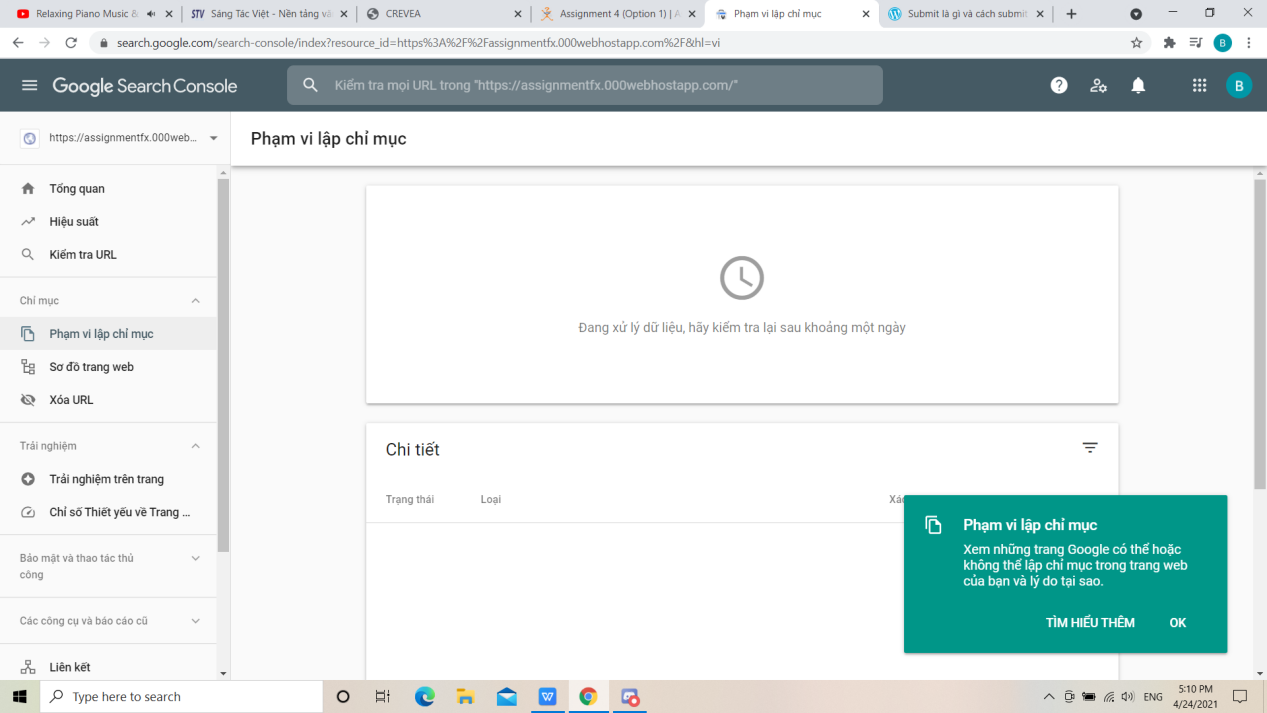 Relaxing Piano Music &
Sáng Tác Việt - Nền tảng vă
CREVEA
Assignment 4 (Option 1) | A
Phạm vi lập chỉ mục
Submit là gì và cách submit
search.google.com/search-console/index?resource_id=https%3A%2F%2Fassignmentfx.000webhostapp.com%2F&hl=vi
B
Google Search Console
Kiểm tra mọi URL trong "https://assignmentfx.000webhostapp.com/"
B
https://assignmentfx.000web...
Phạm vi lập chỉ mục
Tổng quan
Hiệu suất
Kiểm tra URL
Chỉ mục
Phạm vi lập chỉ mục
Sơ đồ trang web
Xóa URL
Trải nghiệm
Trải nghiệm trên trang
Chỉ số Thiết yếu về Trang ...
Bảo mật và thao tác thủ
công
Các công cụ và báo cáo cũ
Liên kết
Đang xử lý dữ liệu, hãy kiểm tra lại sau khoảng một ngày
Chi tiết
Trạng thái Loại Xác
Phạm vi lập chỉ mục
Xem những trang Google có thể hoặc
không thể lập chỉ mục trong trang web
của bạn và lý do tại sao.
TÌM HIỂU THÊM OK
Type here to search
ENG
5:10 PM
4/24/2021